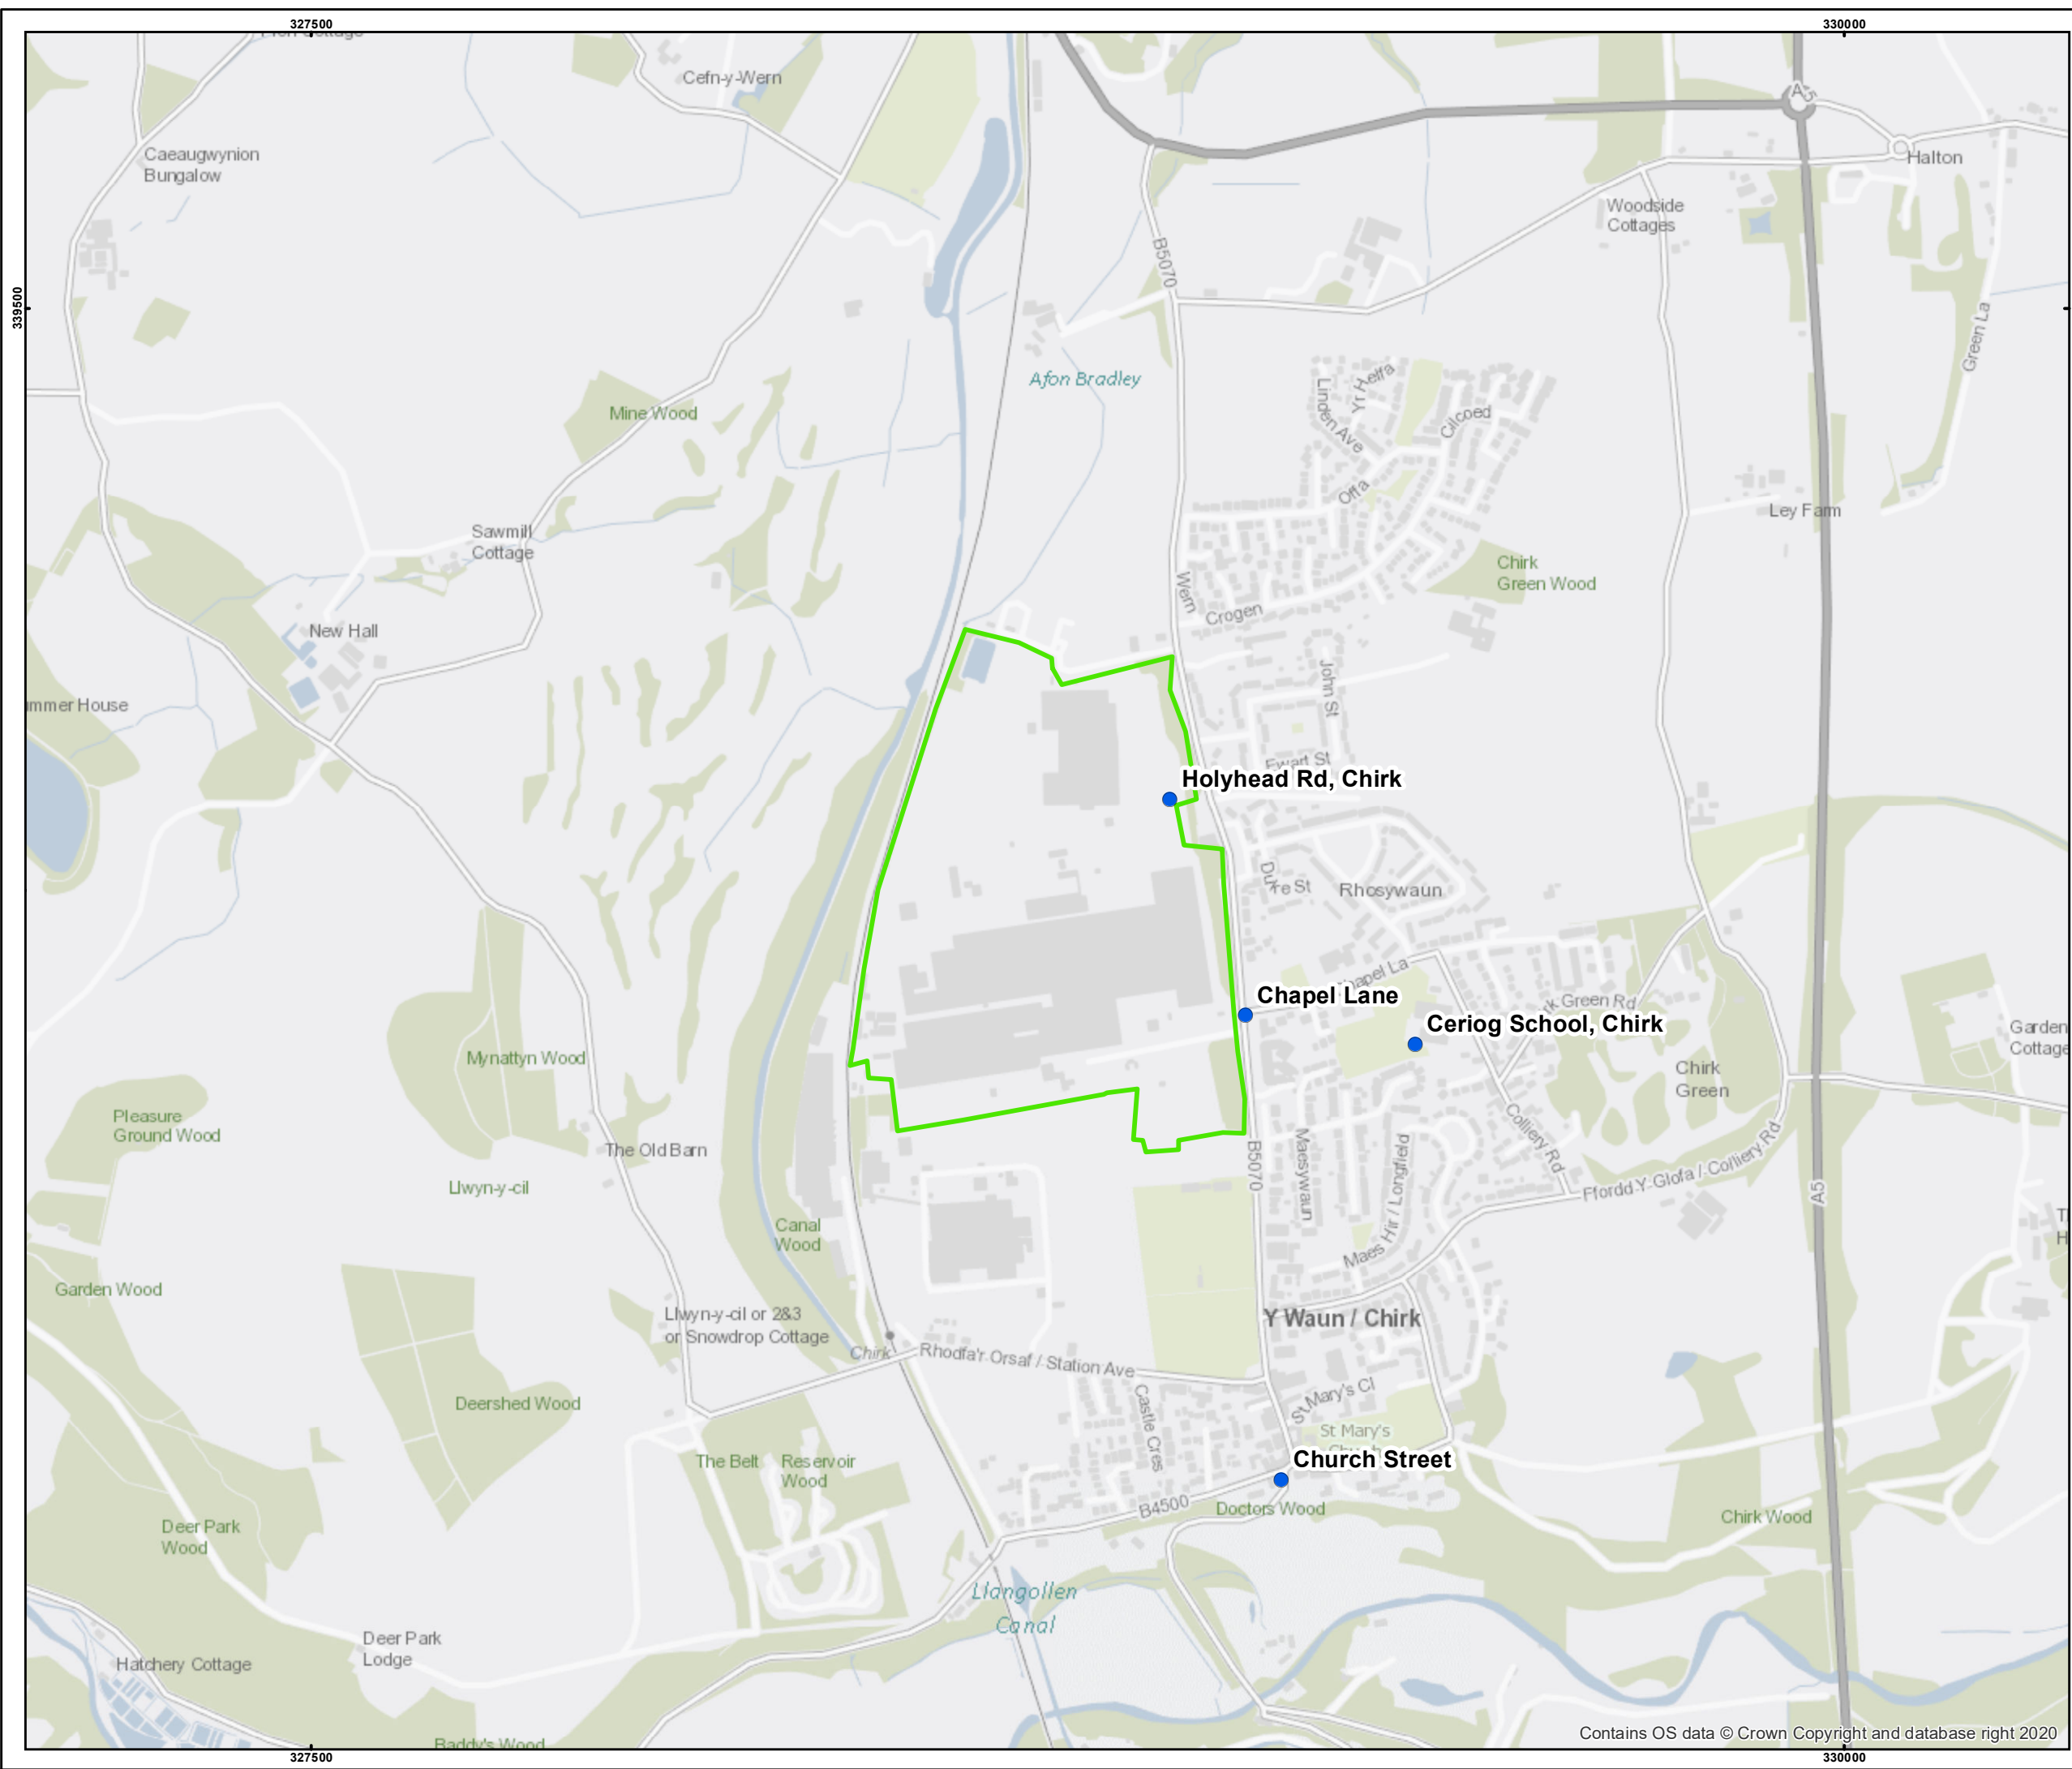 327500
330000
Cefn-y-Wern
A5
Caeaugwynion
Bungalow
Halton
Woodside
Cottages
B5070
339500
Green La
Afon Bradley
Linden Ave
Yr Helfa
Cilcoed
Mine Wood
Offa
Ley Farm
Sawmill
Cottage
Chirk
Green Wood
Wern
Crogen
New Hall
John St
mmer House
Ewart St
Holyhead Rd, Chirk
Rhosywaun
Chapel La
Chapel Lane
k Green Rd
Ceriog School, Chirk
Garden
Cottage
Mynattyn Wood
Chirk
Green
Pleasure
Ground Wood
Colliery Rd
The Old Barn
B5070
Maesywaun
Maes Hir / Longfield
Ffordd Y Glofa / Colliery Rd
A5
Llwyn-y-cil
Canal
Wood
Garden Wood
Llwyn-y-cil or 2&3
or Snowdrop Cottage
Y Waun / Chirk
Chirk
Rhodfa'r Orsaf / Station Ave
Castle Cres
St Mary's Cl
Deershed Wood
St Mary's
Church
Church Street
The Belt
Reservoir
Wood
B4500
Doctors Wood
Chirk Wood
Deer Park
Wood
Llangollen
Canal
Deer Park
Lodge
Hatchery Cottage
Baddy's Wood
Contains OS data © Crown Copyright and database right 2020
327500
330000